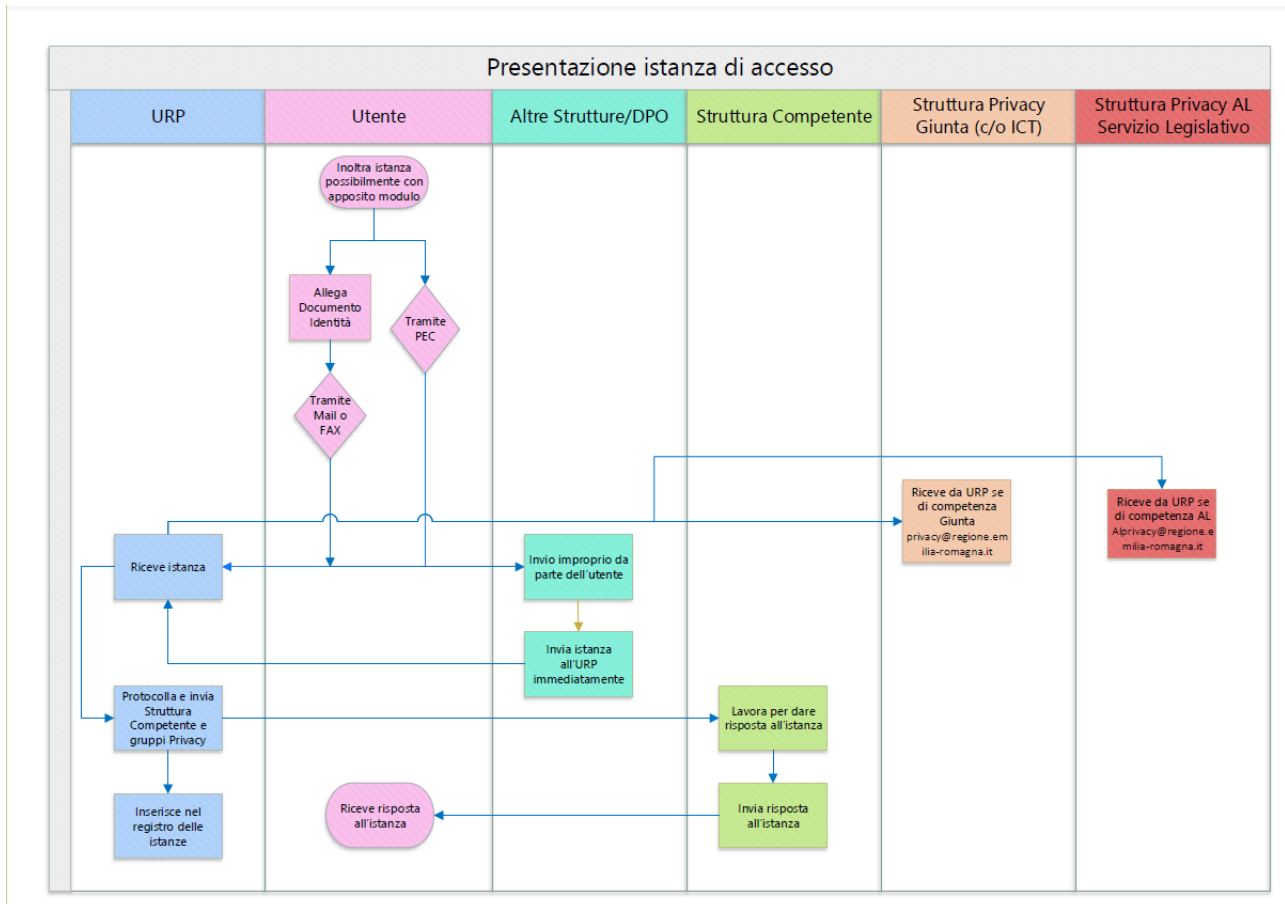 Presentazione istanza di accesso
URP
Utente
Altre Strutture/DPO
Struttura Competente
Struttura Privacy
Giunta (c/o ICT)
Struttura Privacy AL
Servizio Legislativo
Inoltra istanza
possibilmente con
apposito modulo
Allega
Documento
Identità
Tramite
PEC
Tramite
Mail o
FAX
Riceve da URP se
di competenza
Giunta
privacy@regione.em
ilia-romagna.it
Riceve da URP se
di competenza AL
Alprivacy@regione.e
milia-romagna.it
Riceve istanza
Invio improprio da
parte dell'utente
Invia istanza
all'URP
immediatamente
Protocolla e invia
Struttura
Competente e
gruppi Privacy
Lavora per dare
risposta all'istanza
Inserisce nel
registro delle
istanze
Riceve risposta
all'istanza
Invia risposta
all'istanza